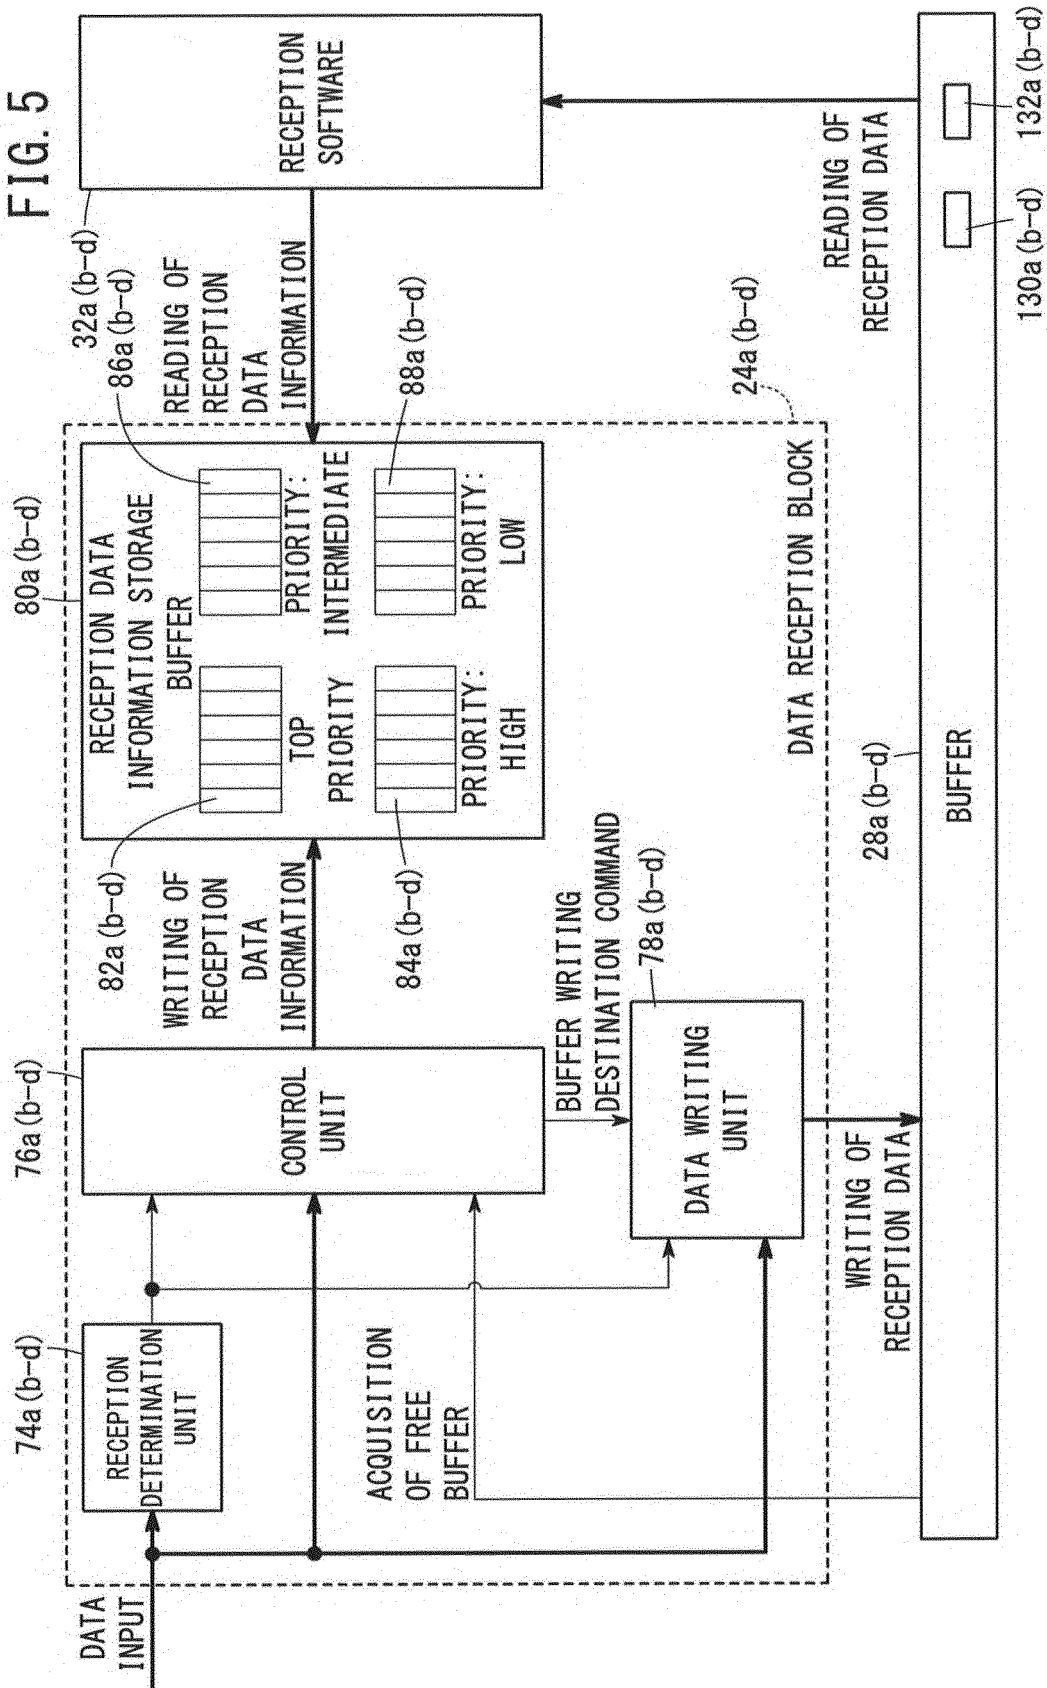 FIG. 5
DATA
INPUT
74a (b-d)
RECEPTION
DETERMINATION
UNIT
76a (b-d)
CONTROL
UNIT
82a (b-d)
WRITING OF
RECEPTION
DATA
INFORMATION
84a (b-d)
80a (b-d)
RECEPTION DATA
INFORMATION STORAGE
BUFFER
TOP
PRIORITY
PRIORITY:
INTERMEDIATE
PRIORITY:
HIGH
PRIORITY:
LOW
32a (b-d)
86a (b-d)
READING OF
RECEPTION
DATA
INFORMATION
88a (b-d)
RECEPTION
SOFTWARE
ACQUISITION
OF FREE
BUFFER
BUFFER WRITING
DESTINATION COMMAND
78a (b-d)
DATA WRITING
UNIT
24a (b-d)
DATA RECEPTION BLOCK
WRITING OF
RECEPTION DATA
28a (b-d)
READING OF
RECEPTION DATA
BUFFER
130a (b-d)
132a (b-d)